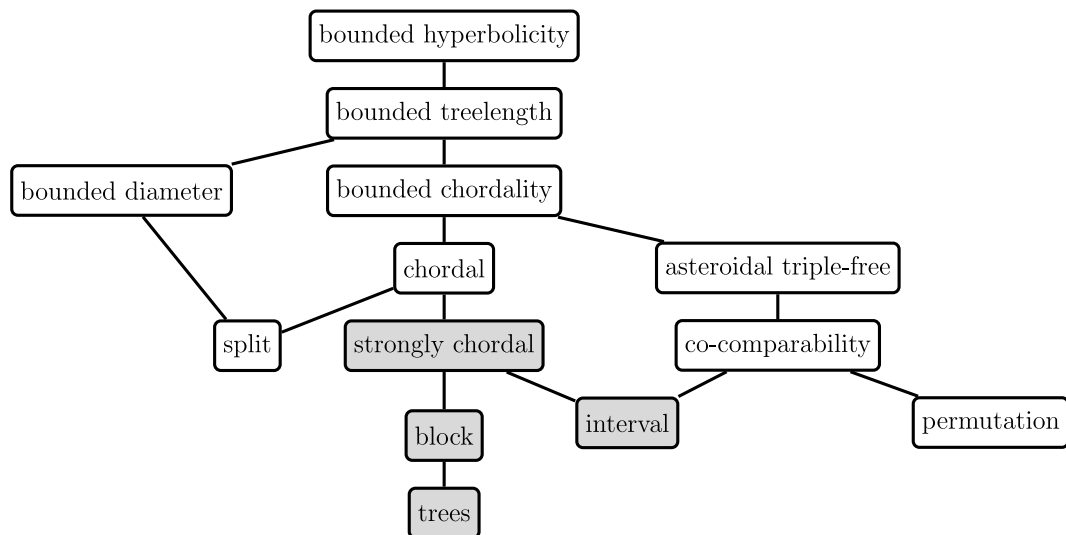 bounded hyperbolicity
bounded treelength
bounded diameter
bounded chordality
chordal
asteroidal triple-free
split
strongly chordal
co-comparability
block
interval
permutation
trees